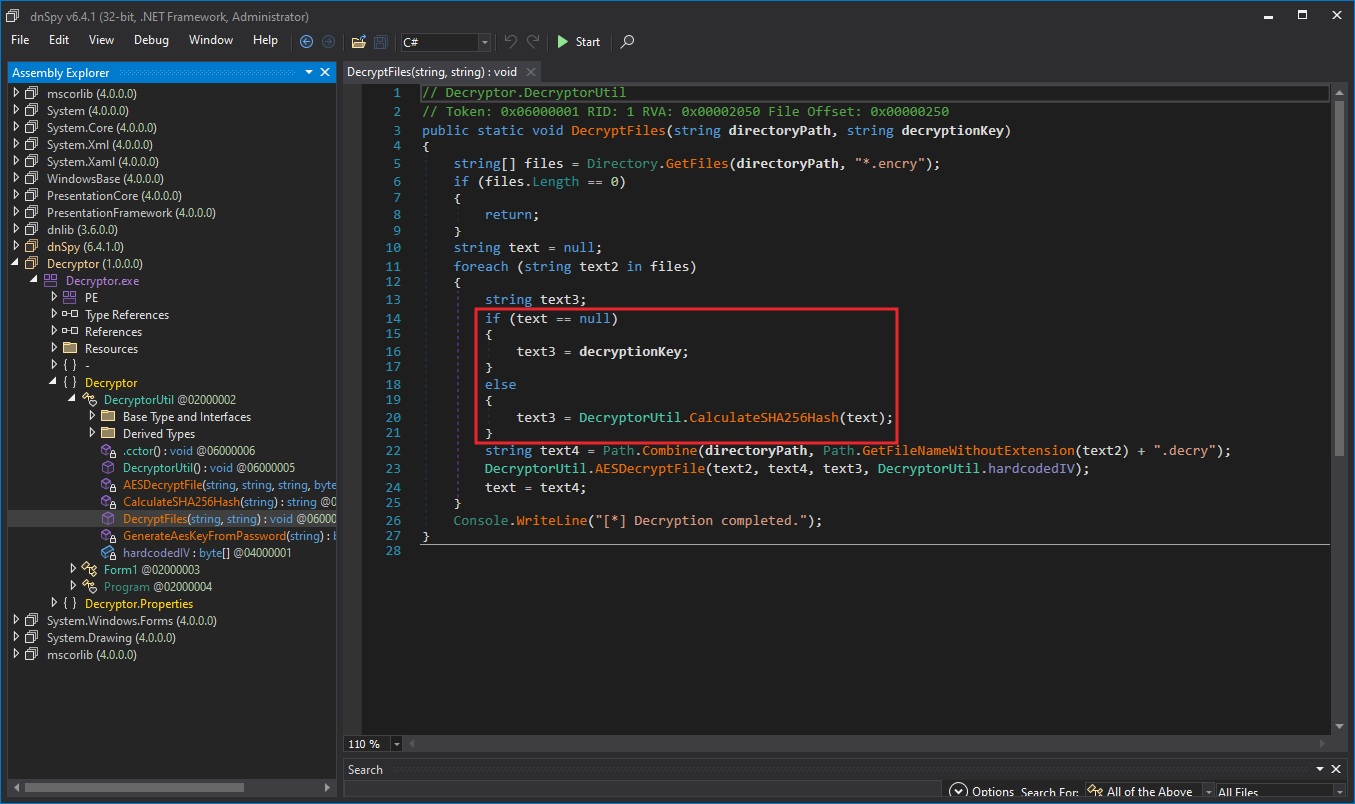 dnSpy v6.4.1 (32-bit, .NET Framework, Administrator)
File Edit View Debug Window Help C# Start
Assembly Explorer
mscorlib (4.0.0.0)
System (4.0.0.0)
System.Core (4.0.0.0)
System.Xml (4.0.0.0)
System.Xaml (4.0.0.0)
WindowsBase (4.0.0.0)
PresentationCore (4.0.0.0)
PresentationFramework (4.0.0.0)
dnlib (3.6.0.0)
dnSpy (6.4.1.0)
Decryptor (1.0.0.0)
Decryptor.exe
PE
Type References
References
Resources
{ } -
{ } Decryptor
DecryptorUtil @02000002
Base Type and Interfaces
Derived Types
.cctor() : void @06000006
DecryptorUtil() : void @06000005
AESDecryptFile(string, string, string, byte
CalculateSHA256Hash(string) : string @0
DecryptFiles(string, string) : void @0600
GenerateAesKeyFromPassword(string) : b
hardcodedIV : byte[] @04000001
Form1 @02000003
Program @02000004
{ } Decryptor.Properties
System.Windows.Forms (4.0.0.0)
System.Drawing (4.0.0.0)
mscorlib (4.0.0.0)
DecryptFiles(string, string) : void
1 // Decryptor.DecryptorUtil
2 // Token: 0x06000001 RID: 1 RVA: 0x00002050 File Offset: 0x00000250
3 public static void DecryptFiles(string directoryPath, string decryptionKey)
4 {
5 string[] files = Directory.GetFiles(directoryPath, "*.encry");
6 if (files.Length == 0)
7 {
8 return;
9 }
10 string text = null;
11 foreach (string text2 in files)
12 {
13 string text3;
14 if (text == null)
15 {
16 text3 = decryptionKey;
17 }
18 else
19 {
20 text3 = DecryptorUtil.CalculateSHA256Hash(text);
21 }
22 string text4 = Path.Combine(directoryPath, Path.GetFileNameWithoutExtension(text2) + ".decry");
23 DecryptorUtil.AESDecryptFile(text2, text4, text3, DecryptorUtil.hardcodedIV);
24 text = text4;
25 }
26 Console.WriteLine("[*] Decryption completed.");
27 }
28
110 %
Search
Options Search For: All of the Above All Files